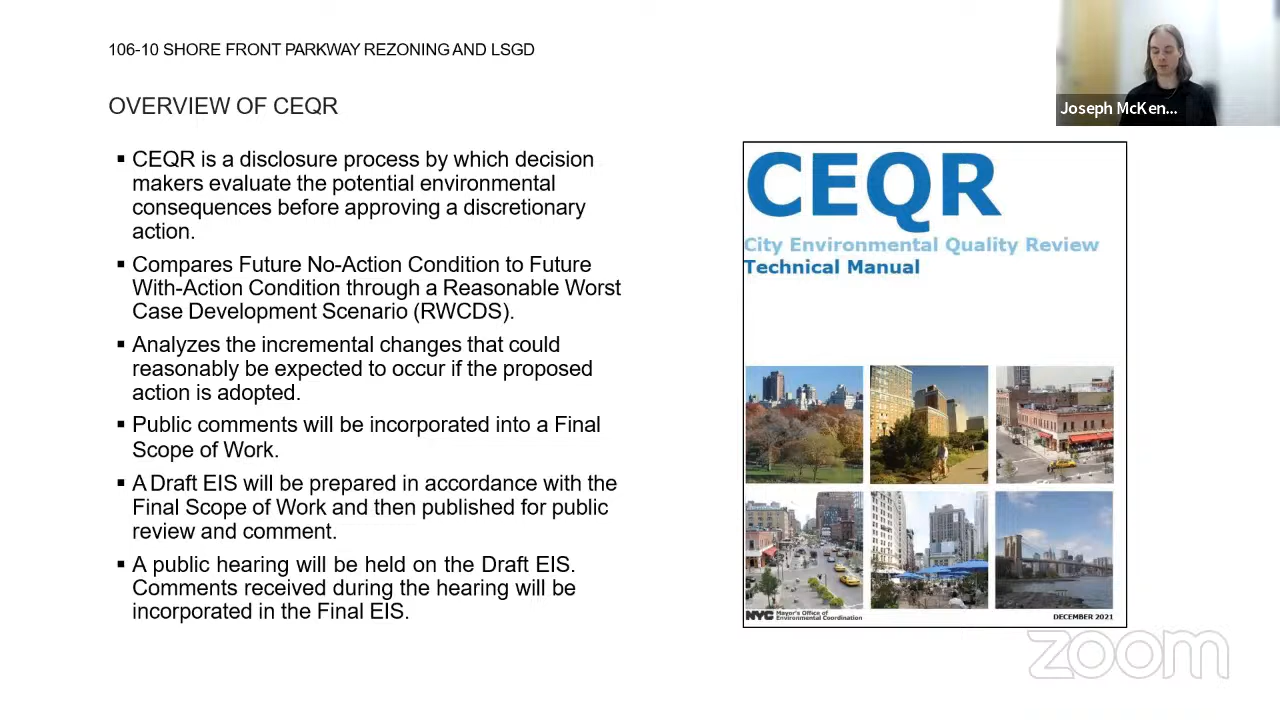 106-10 SHORE FRONT PARKWAY REZONING AND LSGD
Joseph McKen...
OVERVIEW OF CEQR
▪ CEQR is a disclosure process by which decision
makers evaluate the potential environmental
consequences before approving a discretionary
action.
▪ Compares Future No-Action Condition to Future
With-Action Condition through a Reasonable Worst
Case Development Scenario (RWCDS).
▪ Analyzes the incremental changes that could
reasonably be expected to occur if the proposed
action is adopted.
▪ Public comments will be incorporated into a Final
Scope of Work.
▪ A Draft EIS will be prepared in accordance with the
Final Scope of Work and then published for public
review and comment.
▪ A public hearing will be held on the Draft EIS.
Comments received during the hearing will be
incorporated in the Final EIS.
CEQR
City Environmental Quality Review
Technical Manual
NYC Mayor's Office of
Environmental Coordination
DECEMBER 2021
zoom